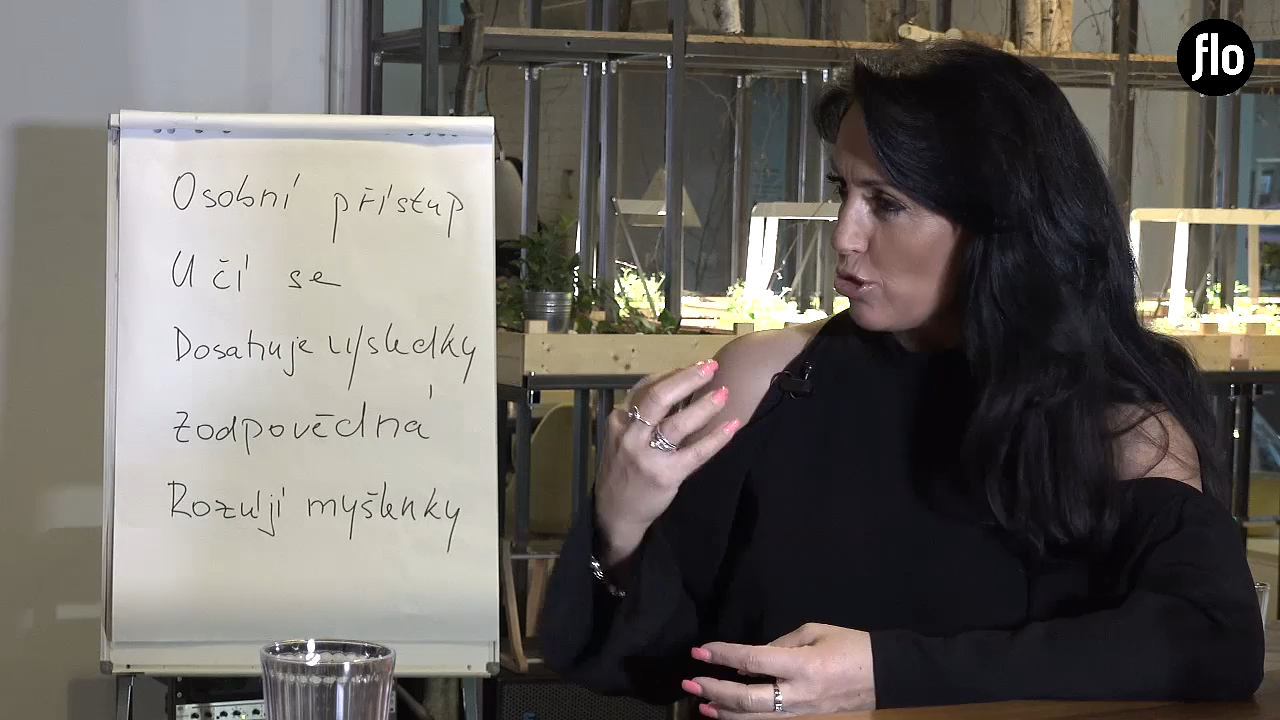 flo
Osobní přístup
Učí se
Dosahuje výsledky
Zodpovědná
Rozvíjí myšlenky